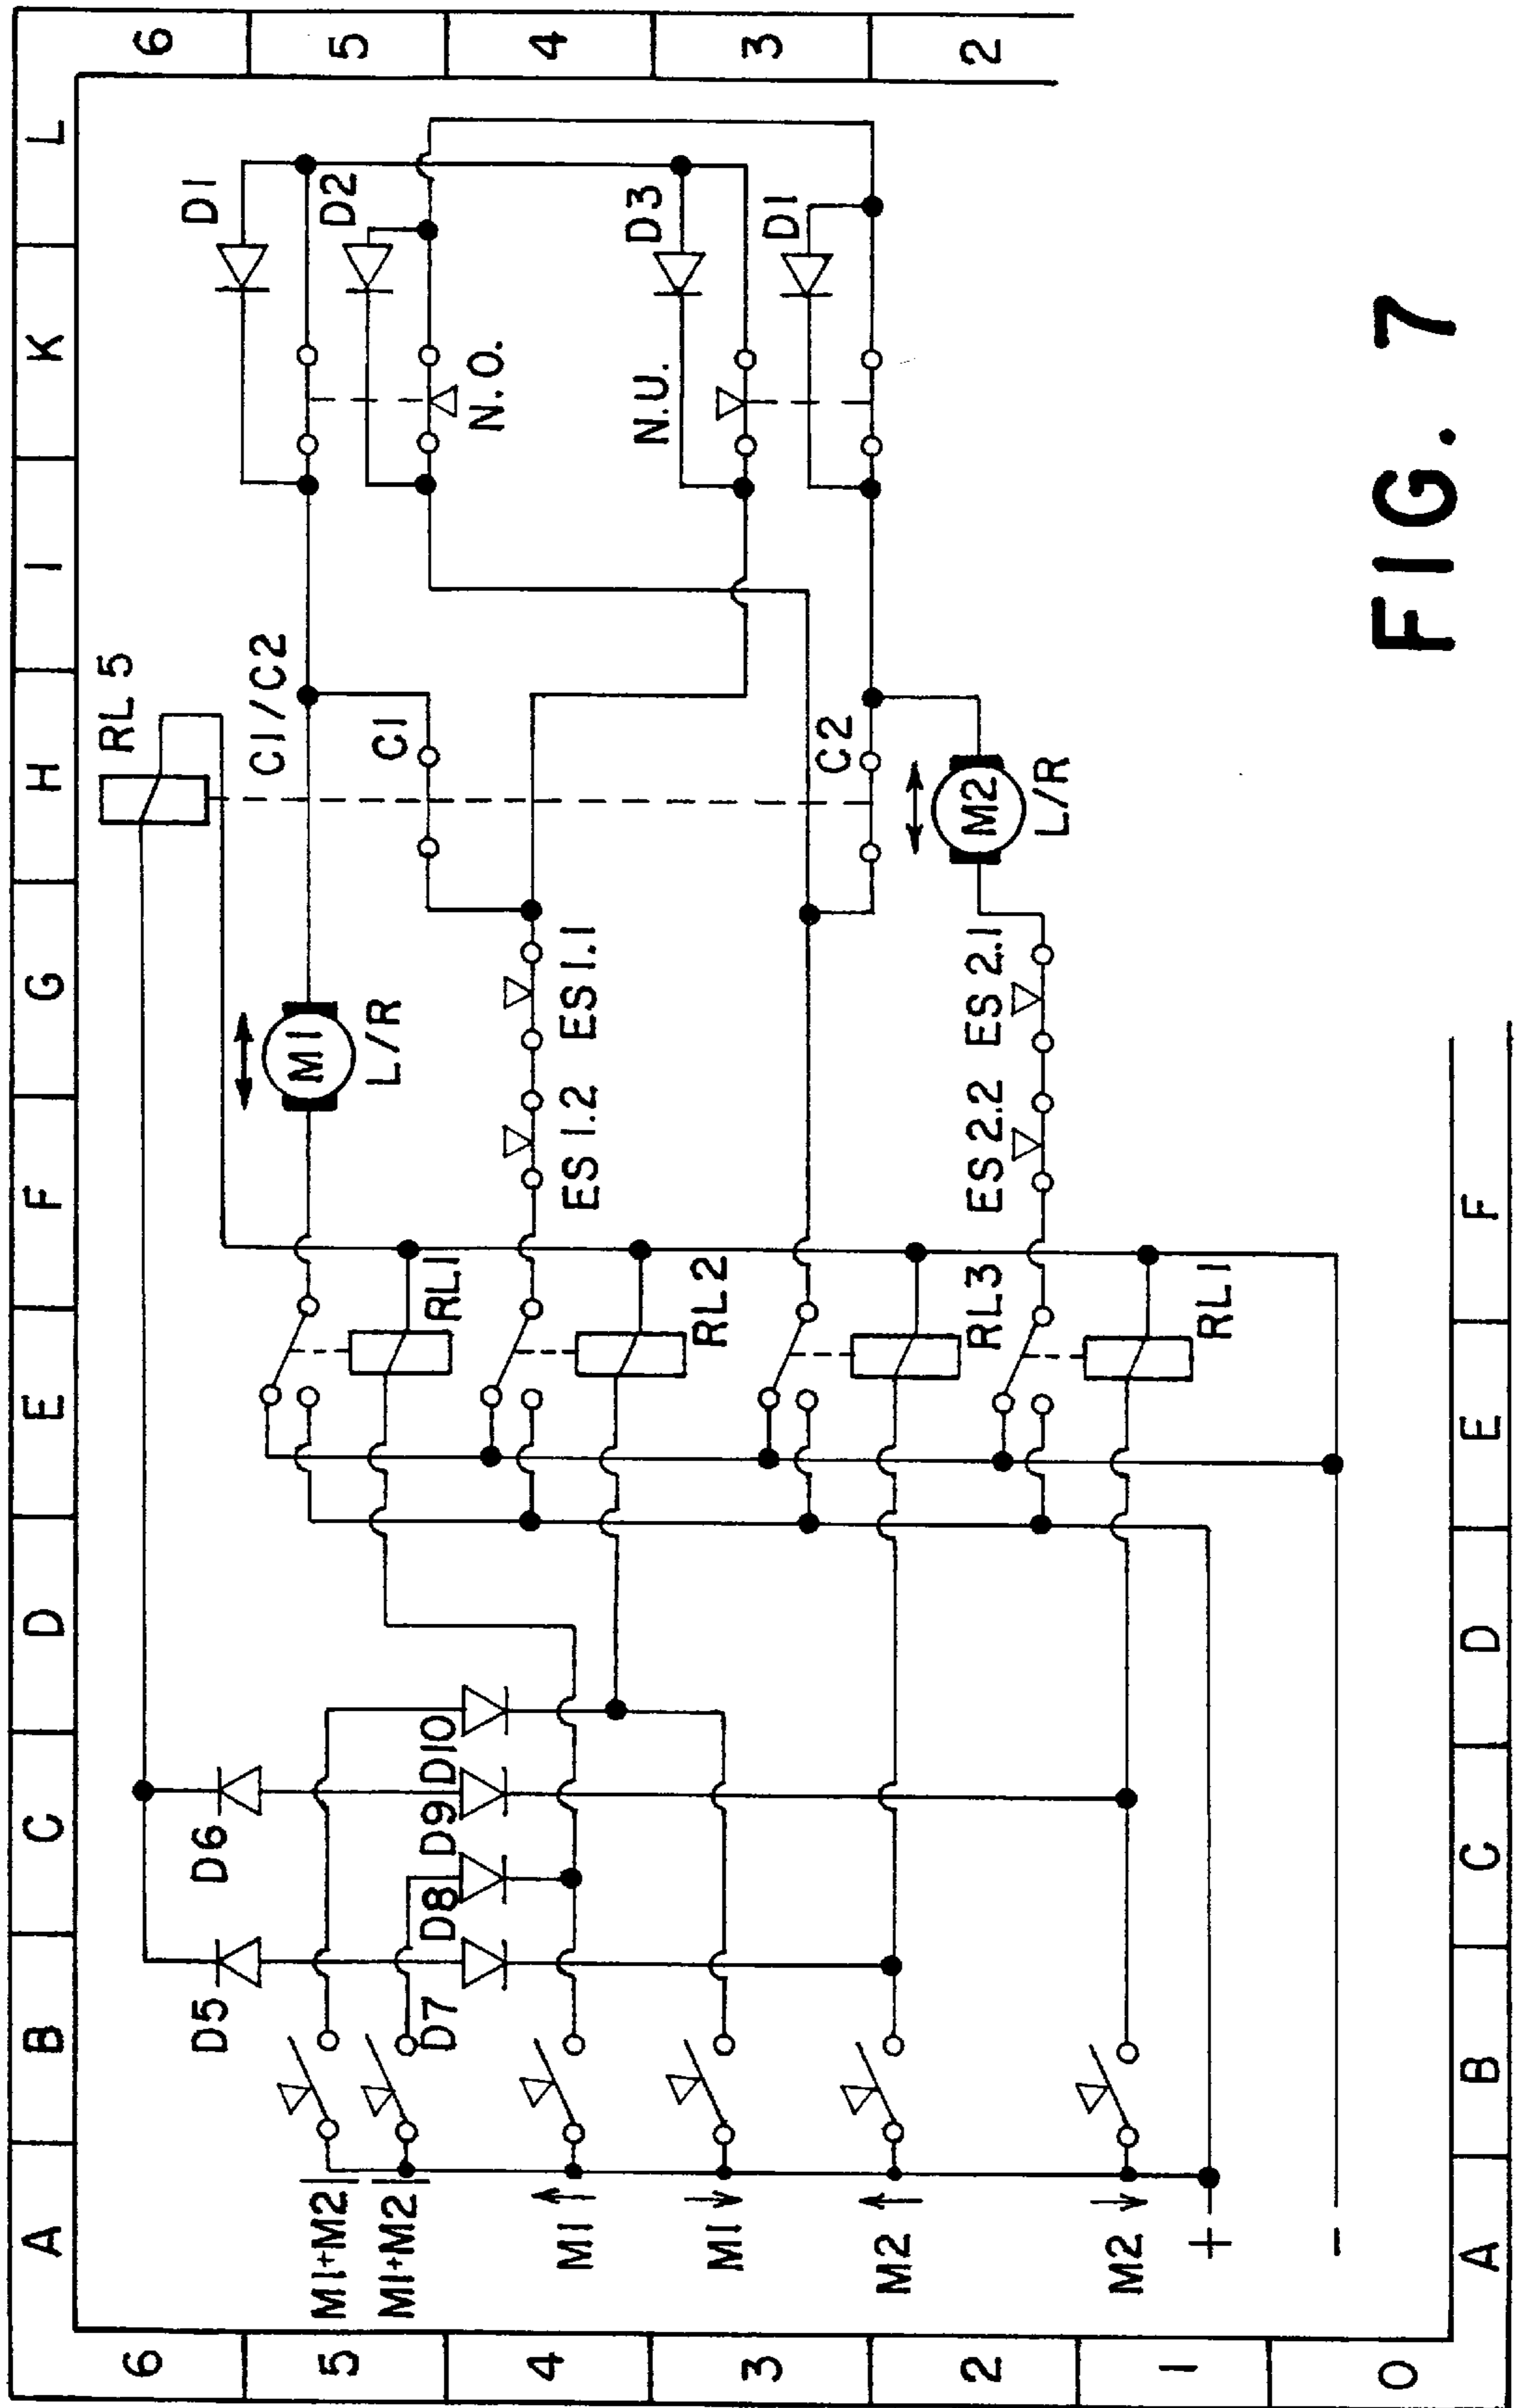 A B C D E F G H I K L
6
5
4
3
2
1
0
6
5
4
3
2
A B C D E F
RL 5
D1
D6
D5
C1/C2
D2
M1+M2
M1
L/R
C1
N.O.
M1+M2
D7
D8
D9
D10
RL1
M1
ES 1.2
ES 1.1
N.U.
D3
M1
RL2
C2
D1
M2
RL3
ES 2.2
ES 2.1
M2
L/R
M2
RL1
+
-
FIG. 7